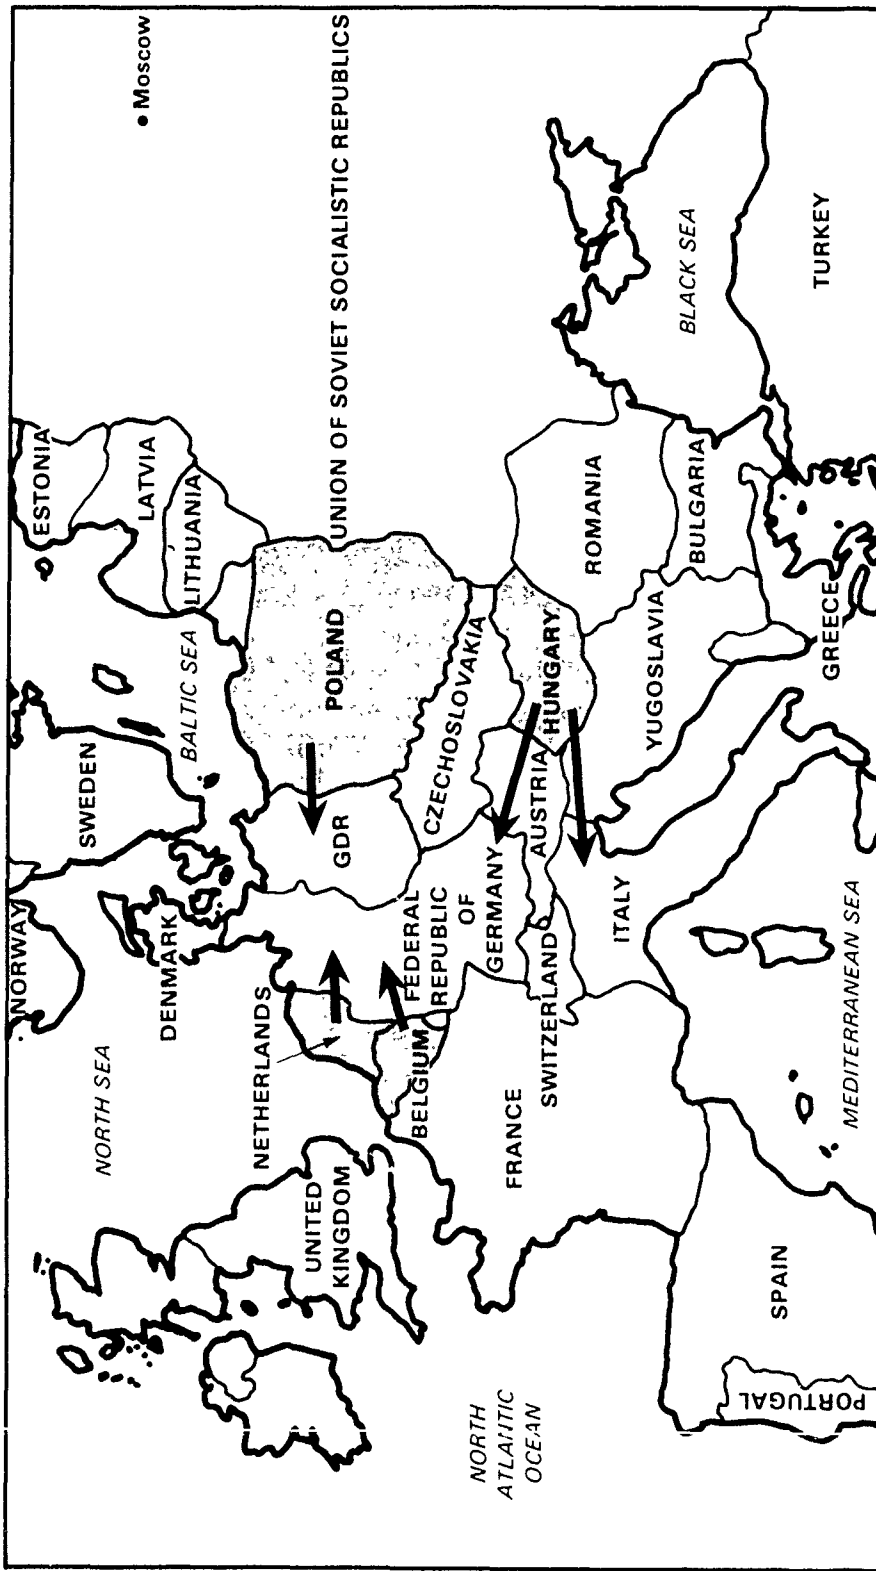 NORWAY
SWEDEN
ESTONIA
LATVIA
LITHUANIA
Moscow
NORTH SEA
DENMARK
BALTIC SEA
NETHERLANDS
UNITED
KINGDOM
GDR
POLAND
UNION OF SOVIET SOCIALISTIC REPUBLICS
BELGIUM
FEDERAL
REPUBLIC
OF
GERMANY
CZECHOSLOVAKIA
NORTH
ATLANTIC
OCEAN
FRANCE
SWITZERLAND
AUSTRIA
HUNGARY
ROMANIA
ITALY
YUGOSLAVIA
BULGARIA
BLACK SEA
SPAIN
PORTUGAL
MEDITERRANEAN SEA
GREECE
TURKEY